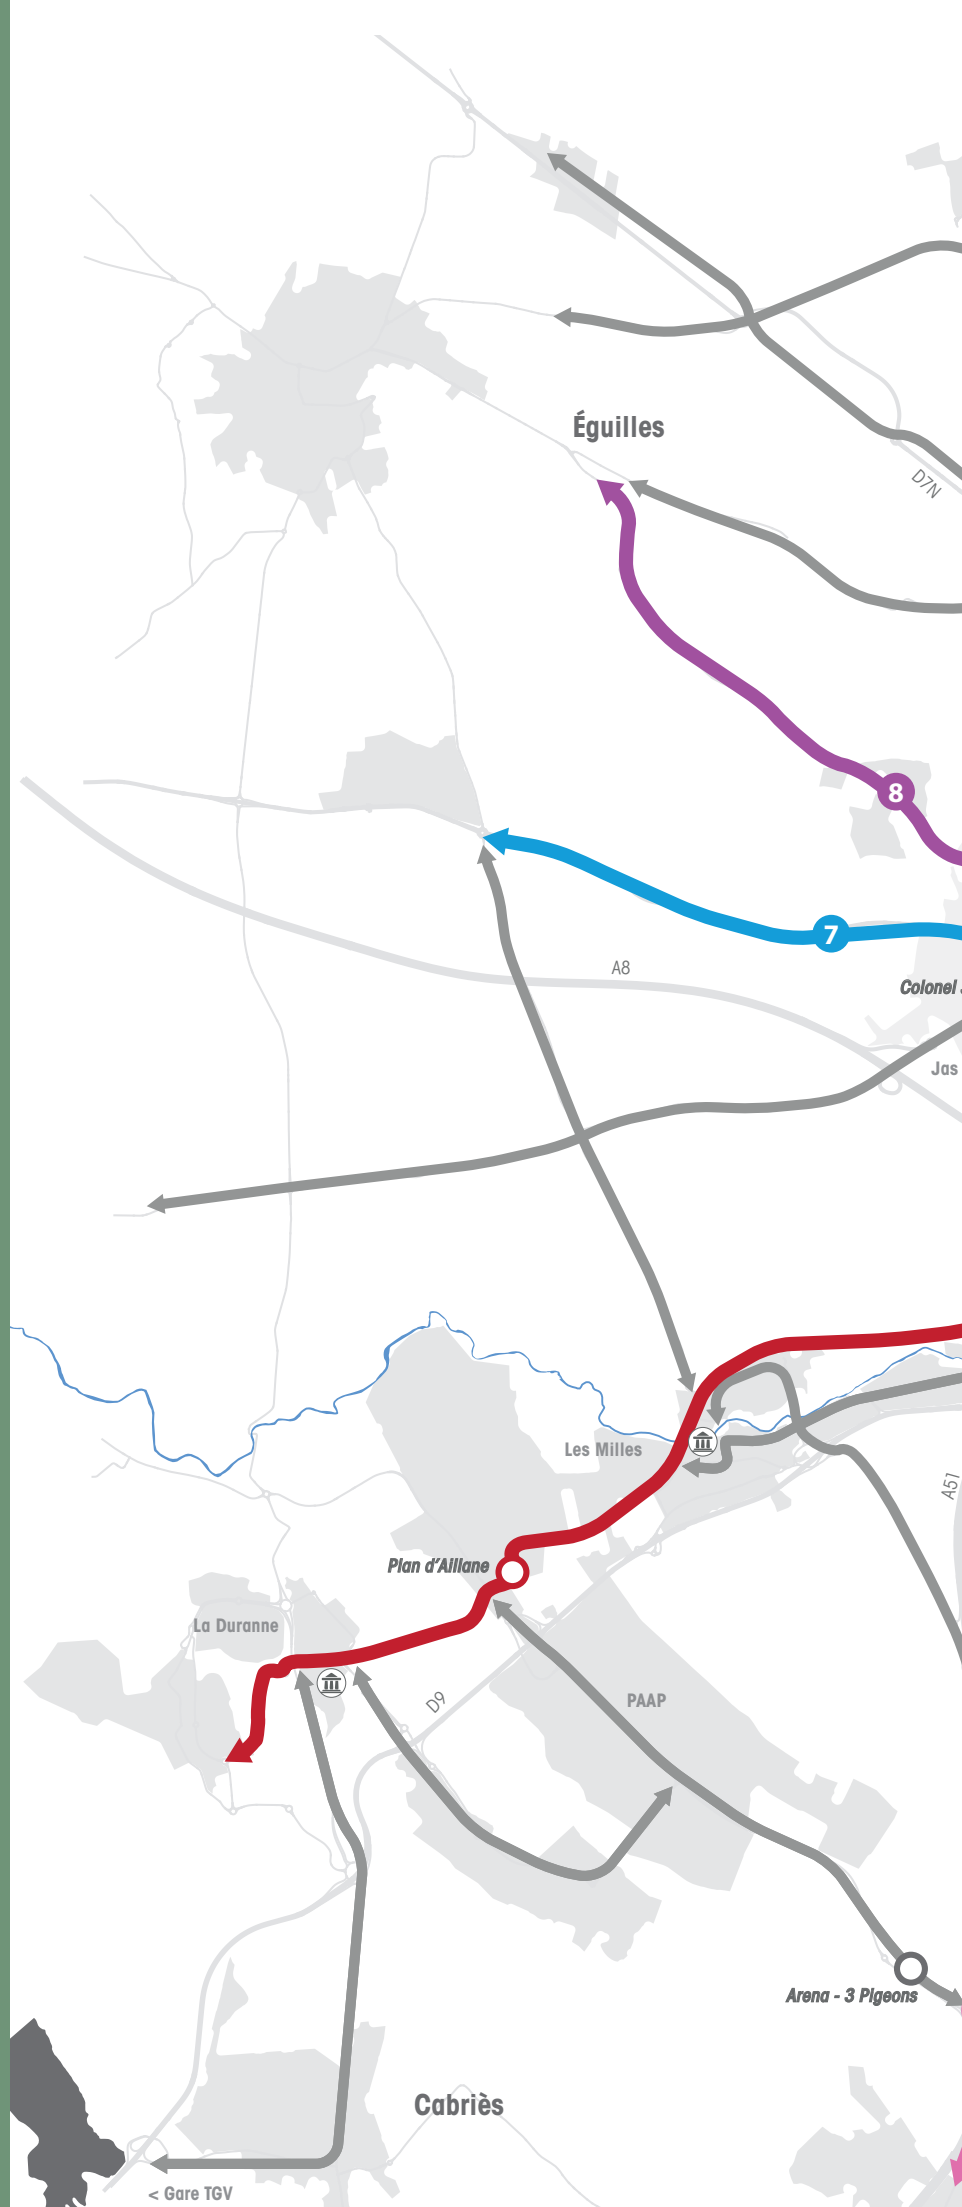 Éguilles
D7N
8
7
A8
Colonel
Jas
Les Milles
A51
Plan d'Aillane
La Duranne
D9
PAAP
Arena - 3 Pigeons
Cabriès
< Gare TGV